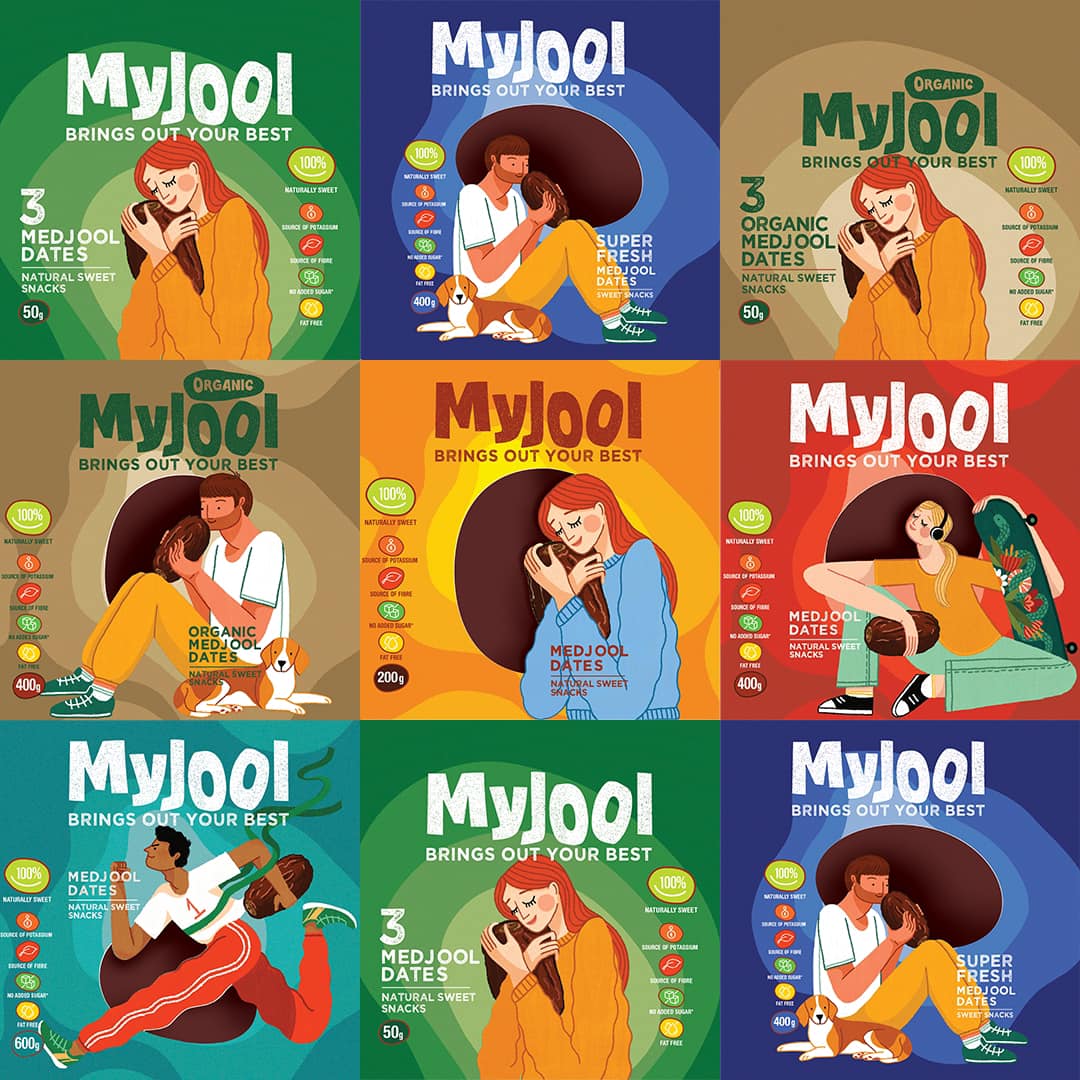 MyJool
BRINGS OUT YOUR BEST
100%
NATURALLY SWEET
3
MEDJOOL
DATES
NATURAL SWEET
SNACKS
50g
SOURCE OF POTASSIUM
SOURCE OF FIBRE
NO ADDED SUGAR*
FAT FREE
MyJool
BRINGS OUT YOUR BEST
100%
NATURALLY SWEET
SOURCE OF POTASSIUM
SOURCE OF FIBRE
NO ADDED SUGAR*
FAT FREE
400g
SUPER
FRESH
MEDJOOL
DATES
SWEET SNACKS
ORGANIC
MyJool
BRINGS OUT YOUR BEST
100%
NATURALLY SWEET
3
ORGANIC
MEDJOOL
DATES
NATURAL SWEET
SNACKS
50g
SOURCE OF POTASSIUM
SOURCE OF FIBRE
NO ADDED SUGAR*
FAT FREE
ORGANIC
MyJool
BRINGS OUT YOUR BEST
100%
NATURALLY SWEET
SOURCE OF POTASSIUM
SOURCE OF FIBRE
NO ADDED SUGAR*
FAT FREE
400g
ORGANIC
MEDJOOL
DATES
NATURAL SWEET
SNACKS
MyJool
BRINGS OUT YOUR BEST
100%
NATURALLY SWEET
SOURCE OF POTASSIUM
SOURCE OF FIBRE
NO ADDED SUGAR*
FAT FREE
200g
MEDJOOL
DATES
NATURAL SWEET
SNACKS
MyJool
BRINGS OUT YOUR BEST
100%
NATURALLY SWEET
SOURCE OF POTASSIUM
SOURCE OF FIBRE
NO ADDED SUGAR*
FAT FREE
400g
MEDJOOL
DATES
NATURAL SWEET
SNACKS
MyJool
BRINGS OUT YOUR BEST
100%
NATURALLY SWEET
SOURCE OF POTASSIUM
SOURCE OF FIBRE
NO ADDED SUGAR*
FAT FREE
600g
MEDJOOL
DATES
NATURAL SWEET
SNACKS
1
MyJool
BRINGS OUT YOUR BEST
100%
NATURALLY SWEET
3
MEDJOOL
DATES
NATURAL SWEET
SNACKS
50g
SOURCE OF POTASSIUM
SOURCE OF FIBRE
NO ADDED SUGAR*
FAT FREE
MyJool
BRINGS OUT YOUR BEST
100%
NATURALLY SWEET
SOURCE OF POTASSIUM
SOURCE OF FIBRE
NO ADDED SUGAR*
FAT FREE
400g
SUPER
FRESH
MEDJOOL
DATES
SWEET SNACKS